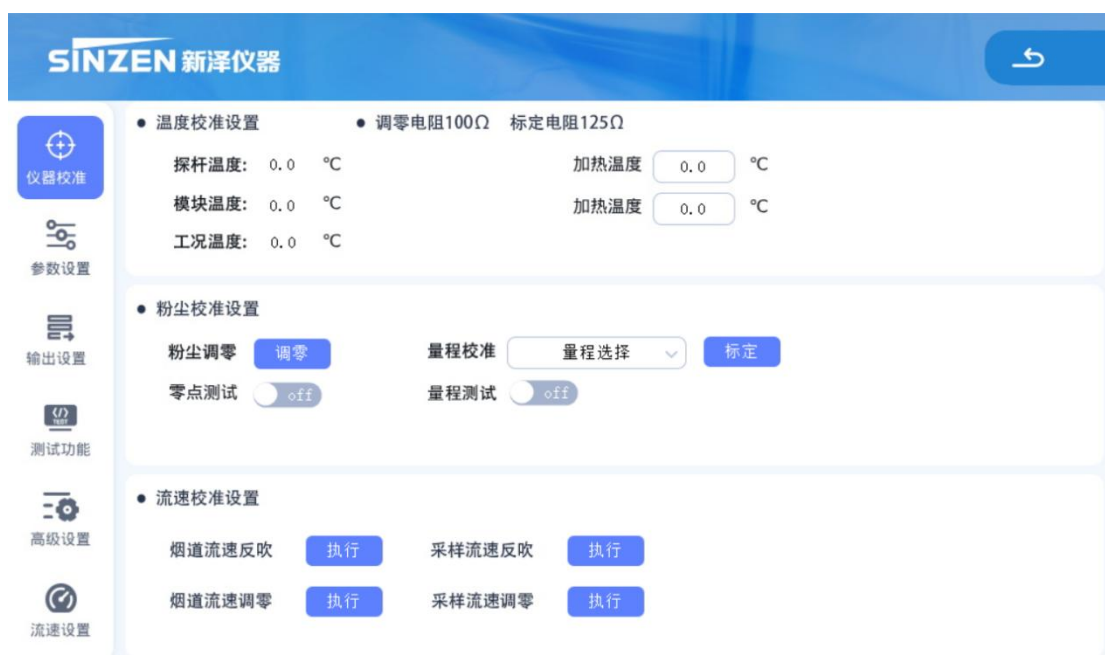 SINZEN 新泽仪器
仪器校准
参数设置
输出设置
TEST
测试功能
高级设置
流速设置
温度校准设置 调零电阻100Ω 标定电阻125Ω
探杆温度: 0.0 ℃ 加热温度 0.0 ℃
模块温度: 0.0 ℃ 加热温度 0.0 ℃
工况温度: 0.0 ℃
粉尘校准设置
粉尘调零 调零 量程校准 量程选择 标定
零点测试 off 量程测试 off
流速校准设置
烟道流速反吹 执行 采样流速反吹 执行
烟道流速调零 执行 采样流速调零 执行